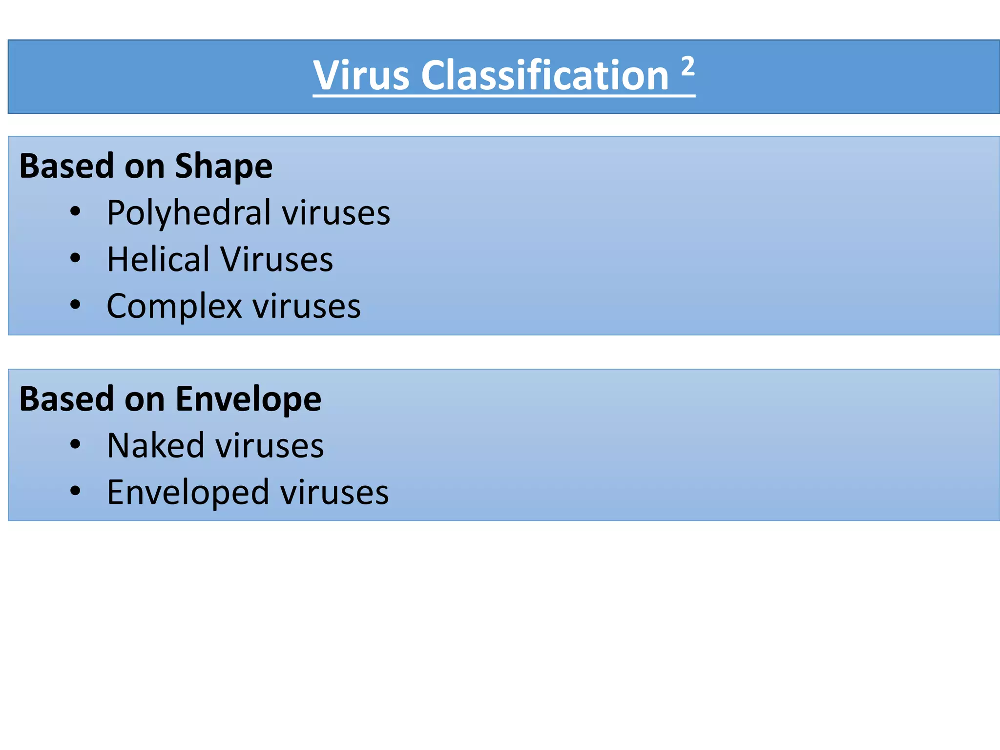 Virus Classification ²
Based on Shape
• Polyhedral viruses
• Helical Viruses
• Complex viruses
Based on Envelope
• Naked viruses
• Enveloped viruses